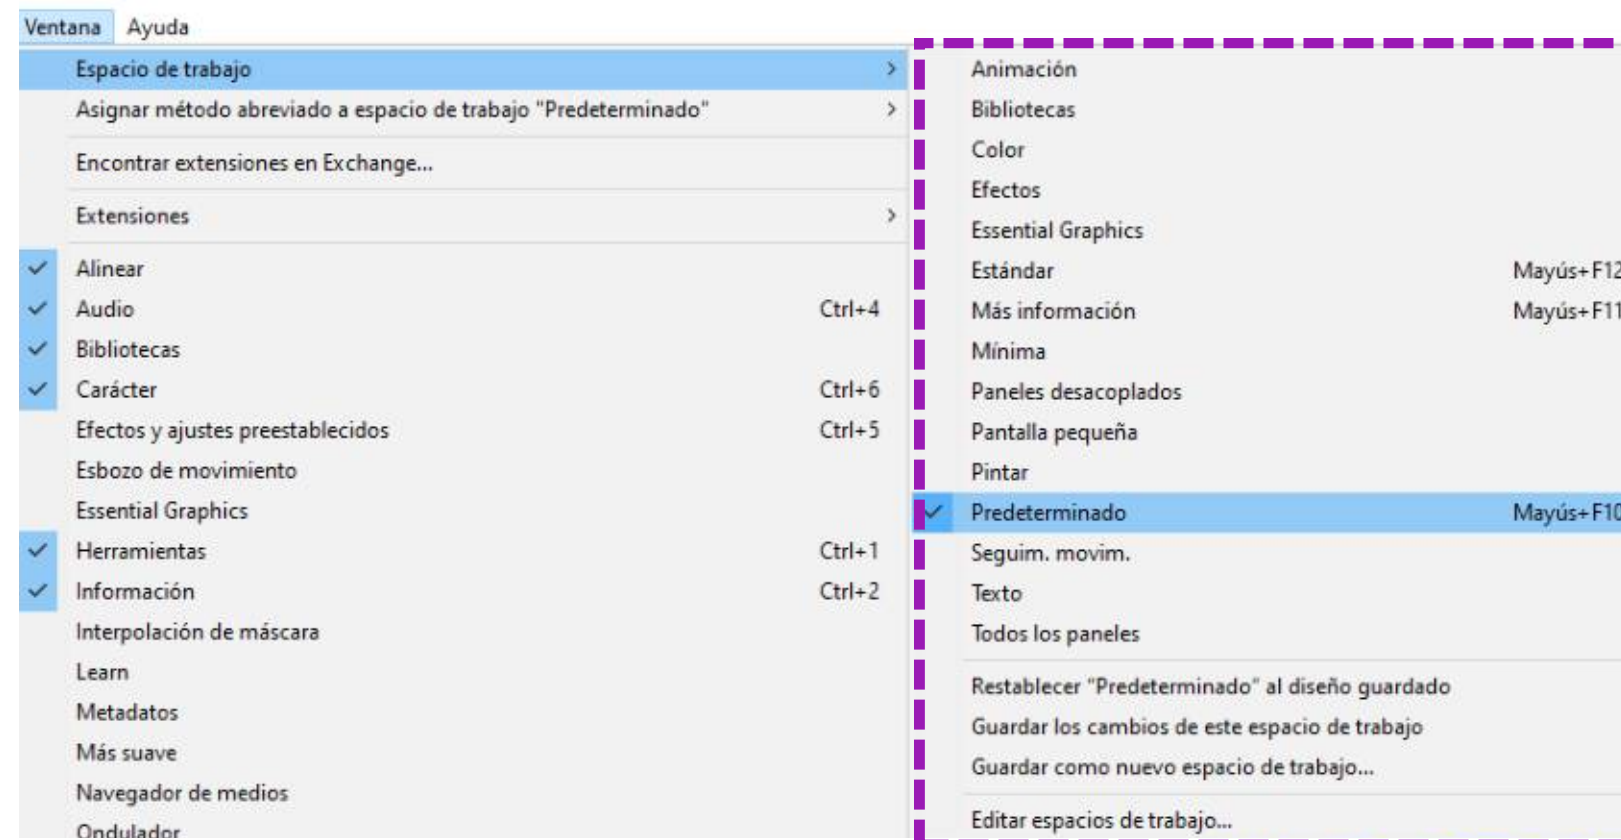 Ventana Ayuda
Espacio de trabajo >
Asignar método abreviado a espacio de trabajo "Predeterminado" >
Encontrar extensiones en Exchange...
Extensiones >
Alinear
Audio Ctrl+4
Bibliotecas
Carácter Ctrl+6
Efectos y ajustes preestablecidos Ctrl+5
Esbozo de movimiento
Essential Graphics
Herramientas Ctrl+1
Información Ctrl+2
Interpolación de máscara
Learn
Metadatos
Más suave
Navegador de medios
Ondulador
Animación
Bibliotecas
Color
Efectos
Essential Graphics
Estándar Mayús+F12
Más información Mayús+F11
Mínima
Paneles desacoplados
Pantalla pequeña
Pintar
Predeterminado Mayús+F10
Seguim. movim.
Texto
Todos los paneles
Restablecer "Predeterminado" al diseño guardado
Guardar los cambios de este espacio de trabajo
Guardar como nuevo espacio de trabajo...
Editar espacios de trabajo...